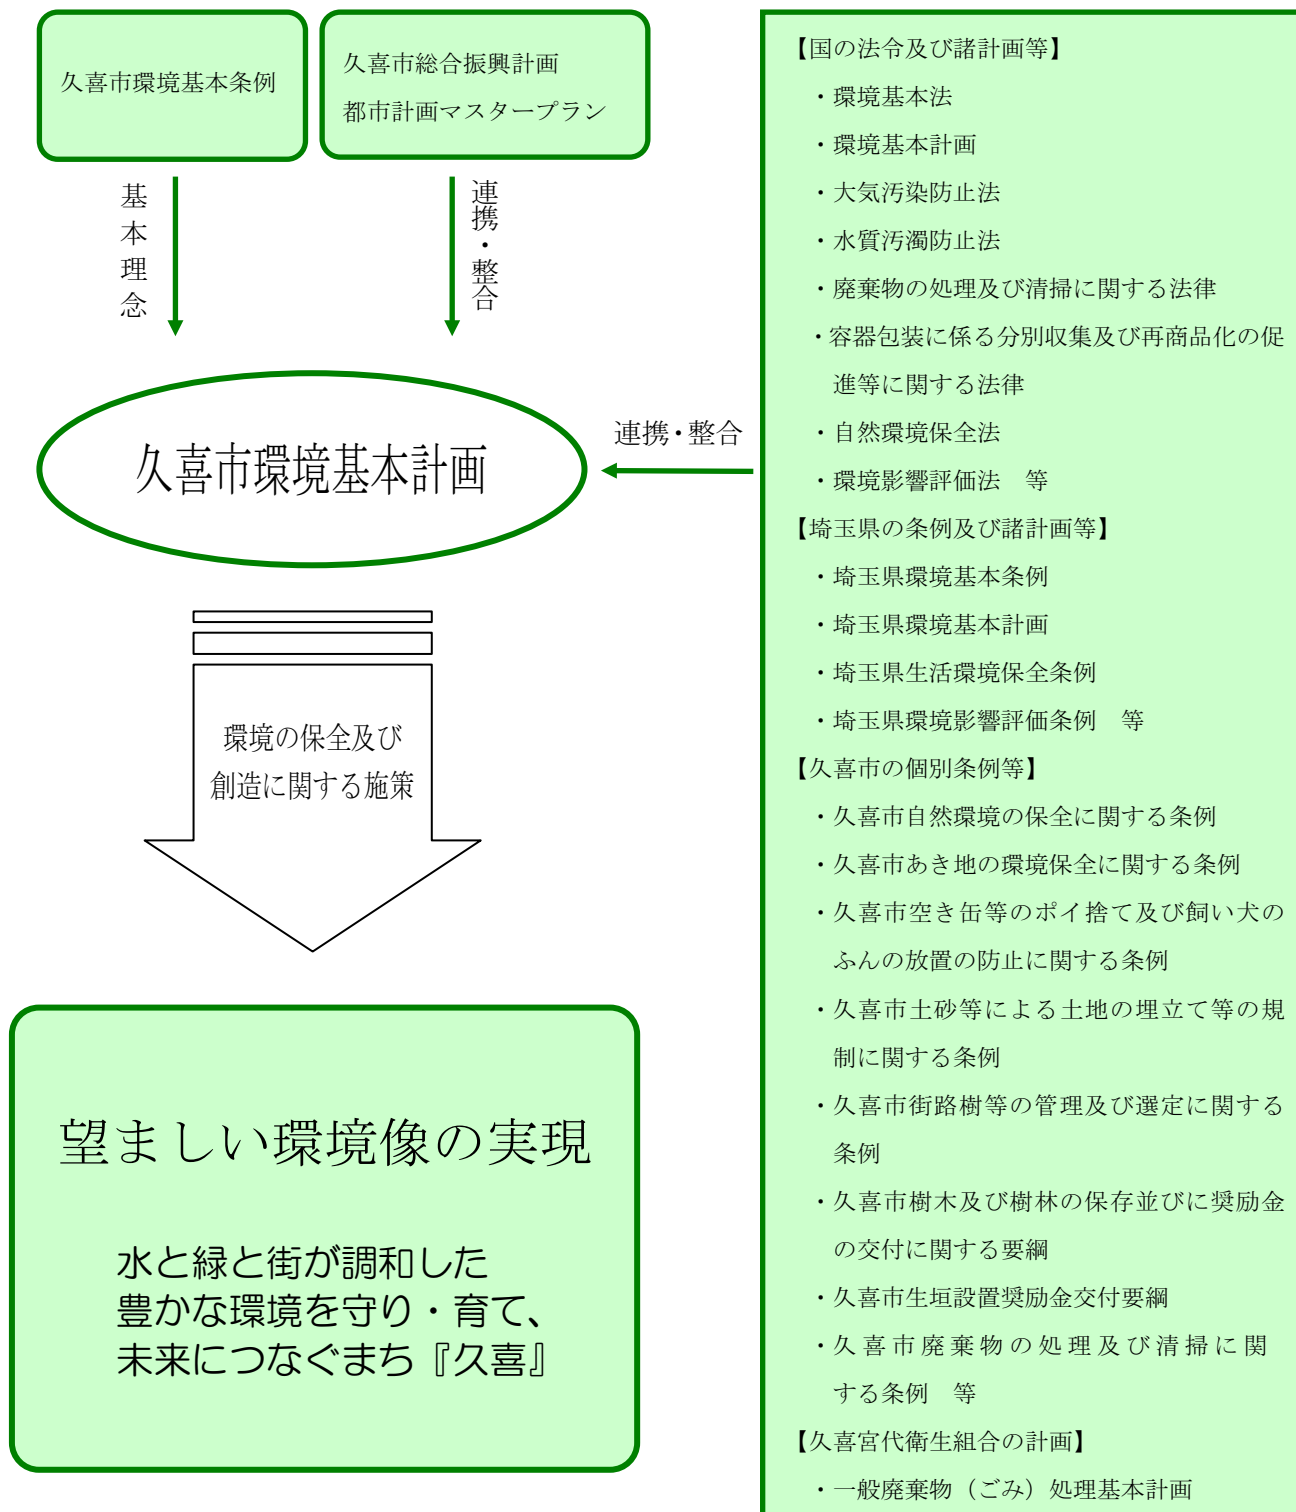 久喜市環境基本条例
久喜市総合振興計画
都市計画マスタープラン
基本理念
連携・整合
久喜市環境基本計画
連携・整合
環境の保全及び
創造に関する施策
望ましい環境像の実現
水と緑と街が調和した
豊かな環境を守り・育て、
未来につなぐまち『久喜』
【国の法令及び諸計画等】
・環境基本法
・環境基本計画
・大気汚染防止法
・水質汚濁防止法
・廃棄物の処理及び清掃に関する法律
・容器包装に係る分別収集及び再商品化の促
進等に関する法律
・自然環境保全法
・環境影響評価法　等
【埼玉県の条例及び諸計画等】
・埼玉県環境基本条例
・埼玉県環境基本計画
・埼玉県生活環境保全条例
・埼玉県環境影響評価条例　等
【久喜市の個別条例等】
・久喜市自然環境の保全に関する条例
・久喜市あき地の環境保全に関する条例
・久喜市空き缶等のポイ捨て及び飼い犬の
ふんの放置の防止に関する条例
・久喜市土砂等による土地の埋立て等の規
制に関する条例
・久喜市街路樹等の管理及び選定に関する
条例
・久喜市樹木及び樹林の保存並びに奨励金
の交付に関する要綱
・久喜市生垣設置奨励金交付要綱
・久喜市廃棄物の処理及び清掃に関
する条例　等
【久喜宮代衛生組合の計画】
・一般廃棄物（ごみ）処理基本計画